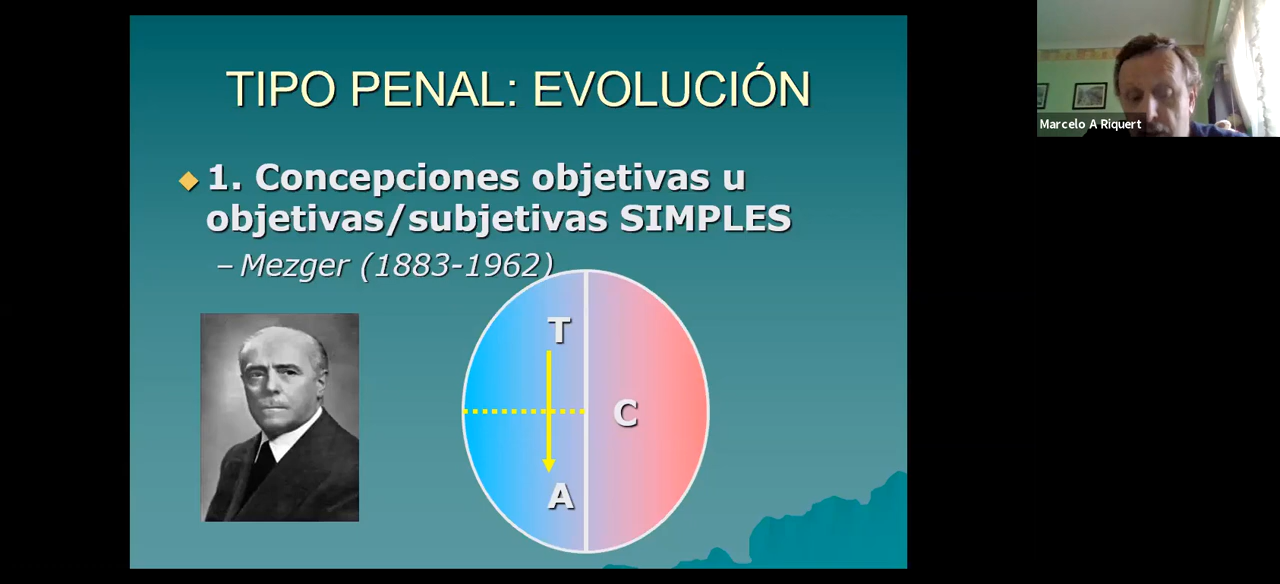 TIPO PENAL: EVOLUCIÓN
1. Concepciones objetivas u
objetivas/subjetivas SIMPLES
– Mezger (1883-1962)
T
C
A
Marcelo A Riquert